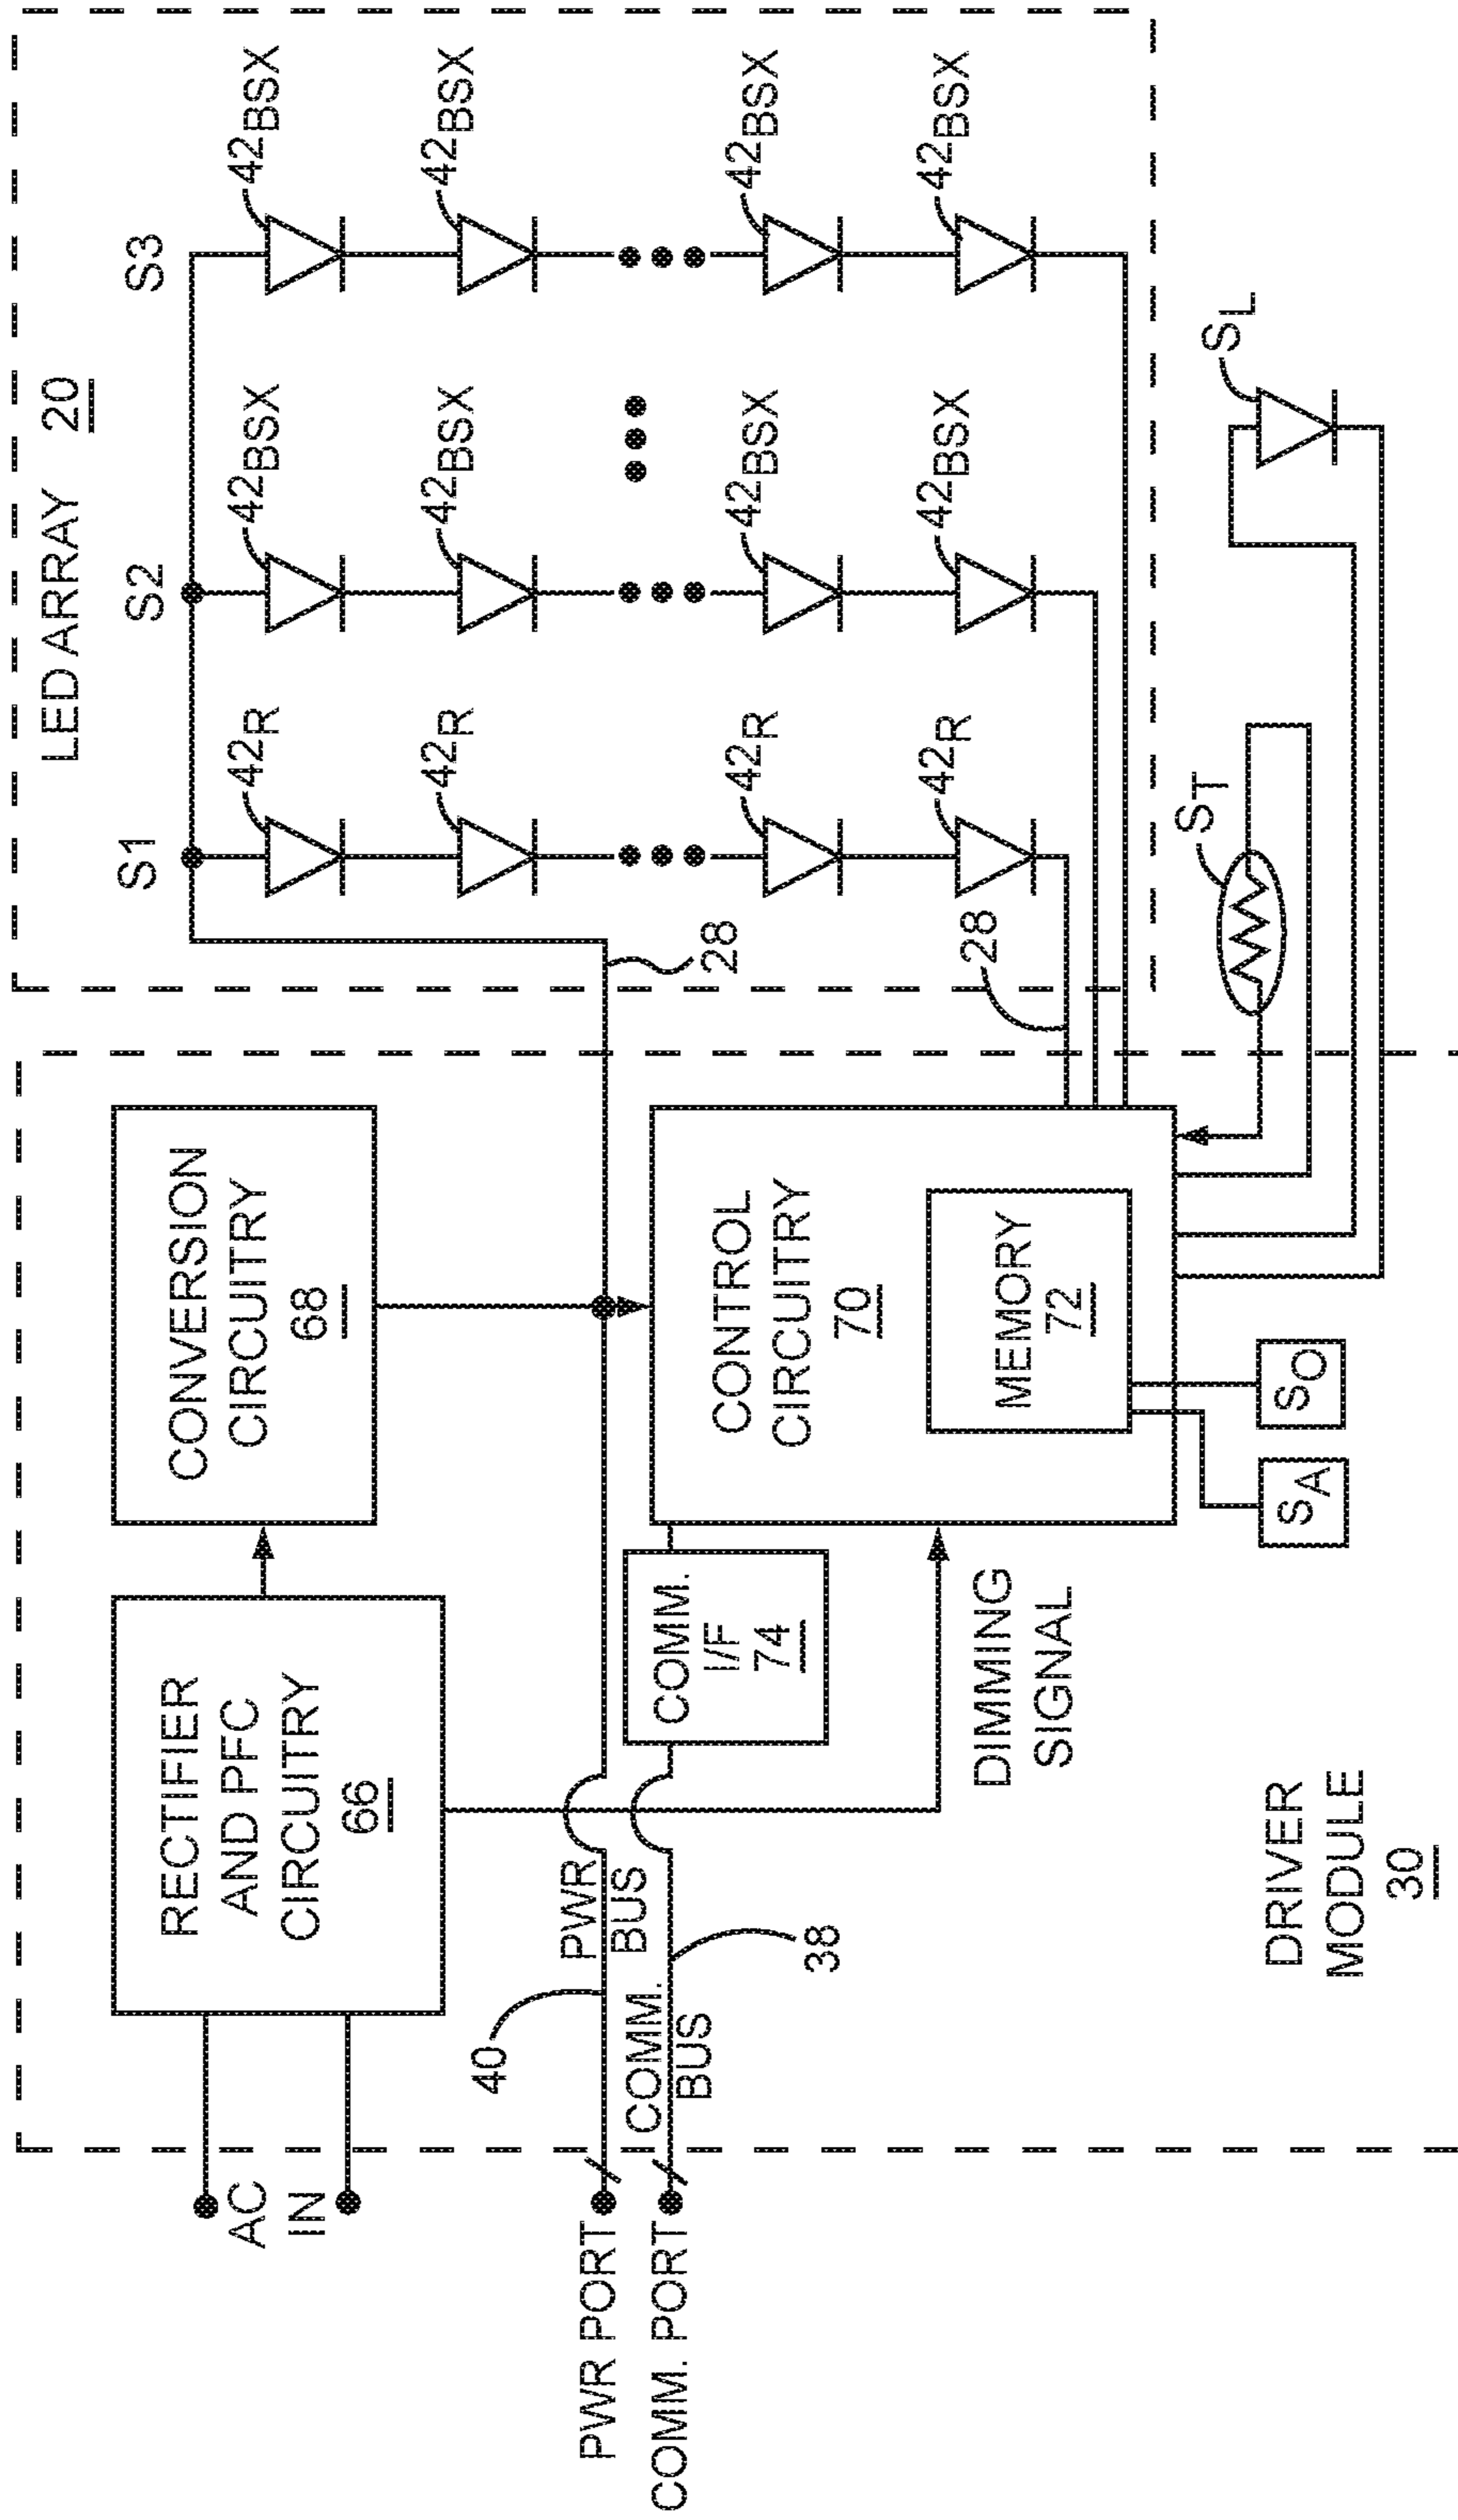 LED ARRAY 20
S1
S2
S3
42R
42BSX
42BSX
42R
42BSX
42BSX
42R
42BSX
42BSX
42R
42BSX
42BSX
28
28
ST
SL
AC
IN
RECTIFIER
AND PFC
CIRCUITRY
66
CONVERSION
CIRCUITRY
68
40
PWR
BUS
PWR PORT
COMM.
BUS
COMM. PORT
38
COMM.
I/F
74
CONTROL
CIRCUITRY
70
MEMORY
72
DIMMING
SIGNAL
SA
SO
DRIVER
MODULE
30